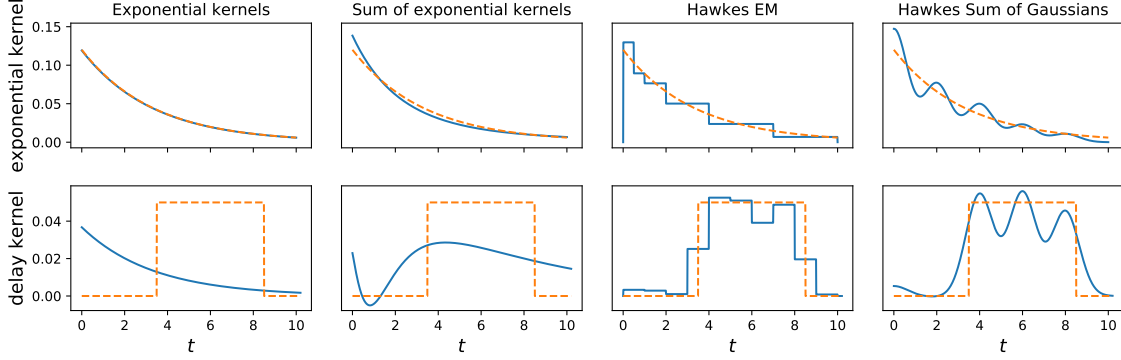 Exponential kernels
Sum of exponential kernels
Hawkes EM
Hawkes Sum of Gaussians
exponential kernel
0.15
0.10
0.05
0.00
delay kernel
0.04
0.02
0.00
0 2 4 6 8 10
0 2 4 6 8 10
0 2 4 6 8 10
0 2 4 6 8 10
t
t
t
t